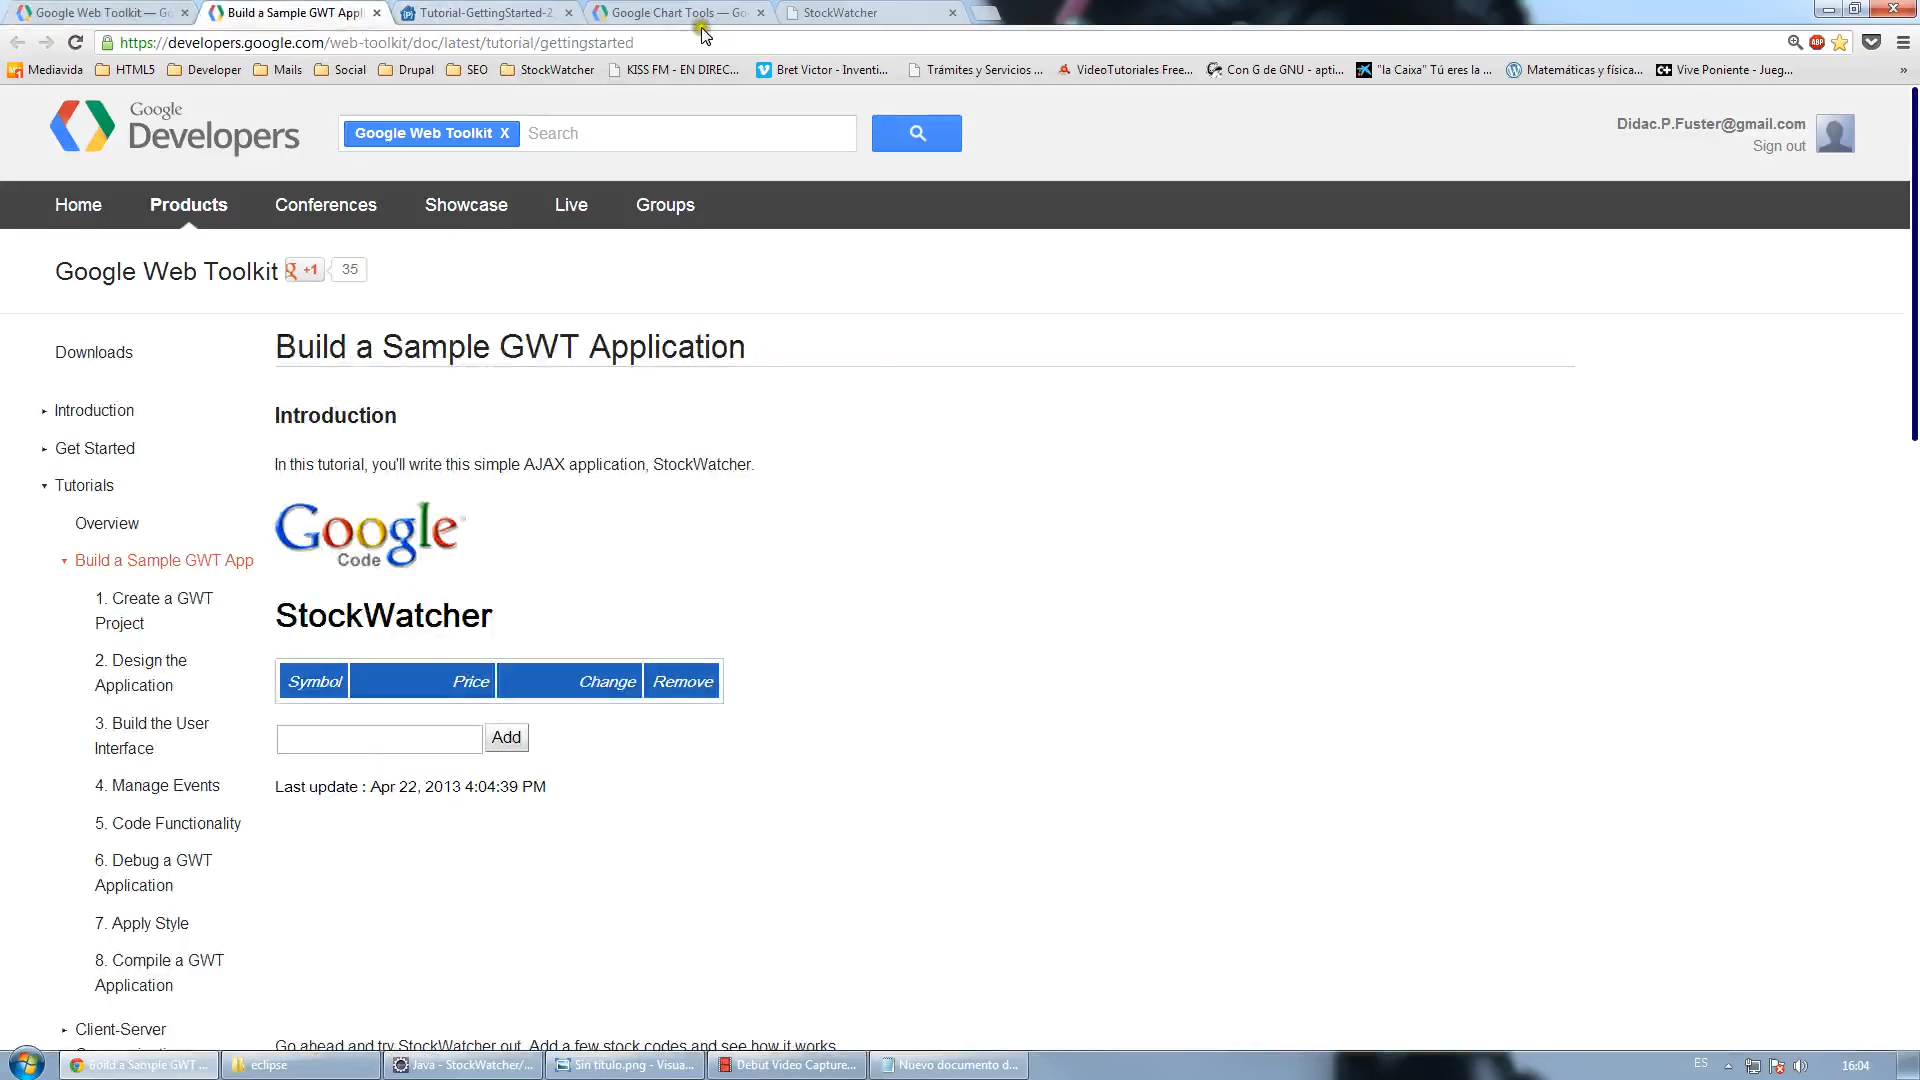 Google Web Toolkit — Go
Build a Sample GWT Appl
Tutorial-GettingStarted-2
Google Chart Tools — Go
StockWatcher
https://developers.google.com/web-toolkit/doc/latest/tutorial/gettingstarted
ABP
Mediavida
HTML5
Developer
Mails
Social
Drupal
SEO
StockWatcher
KISS FM - EN DIREC...
Bret Victor - Inventi...
Trámites y Servicios ...
VideoTutoriales Free...
Con G de GNU - apti...
"la Caixa" Tú eres la ...
Matemáticas y física...
Vive Poniente - Jueg...
»
Google
Developers
Google Web Toolkit X
Search
Didac.P.Fuster@gmail.com
Sign out
Home
Products
Conferences
Showcase
Live
Groups
Google Web Toolkit
+1
35
Downloads
Introduction
Get Started
Tutorials
Overview
Build a Sample GWT App
1. Create a GWT
Project
2. Design the
Application
3. Build the User
Interface
4. Manage Events
5. Code Functionality
6. Debug a GWT
Application
7. Apply Style
8. Compile a GWT
Application
Client-Server
Build a Sample GWT Application
Introduction
In this tutorial, you'll write this simple AJAX application, StockWatcher.
Google
Code
StockWatcher
Symbol Price Change Remove
Add
Last update : Apr 22, 2013 4:04:39 PM
Go ahead and try StockWatcher out. Add a few stock codes and see how it works.
Build a Sample GWT ...
eclipse
Java - StockWatcher/...
Sin título.png - Visua...
Debut Video Capture...
Nuevo documento d...
ES
16:04